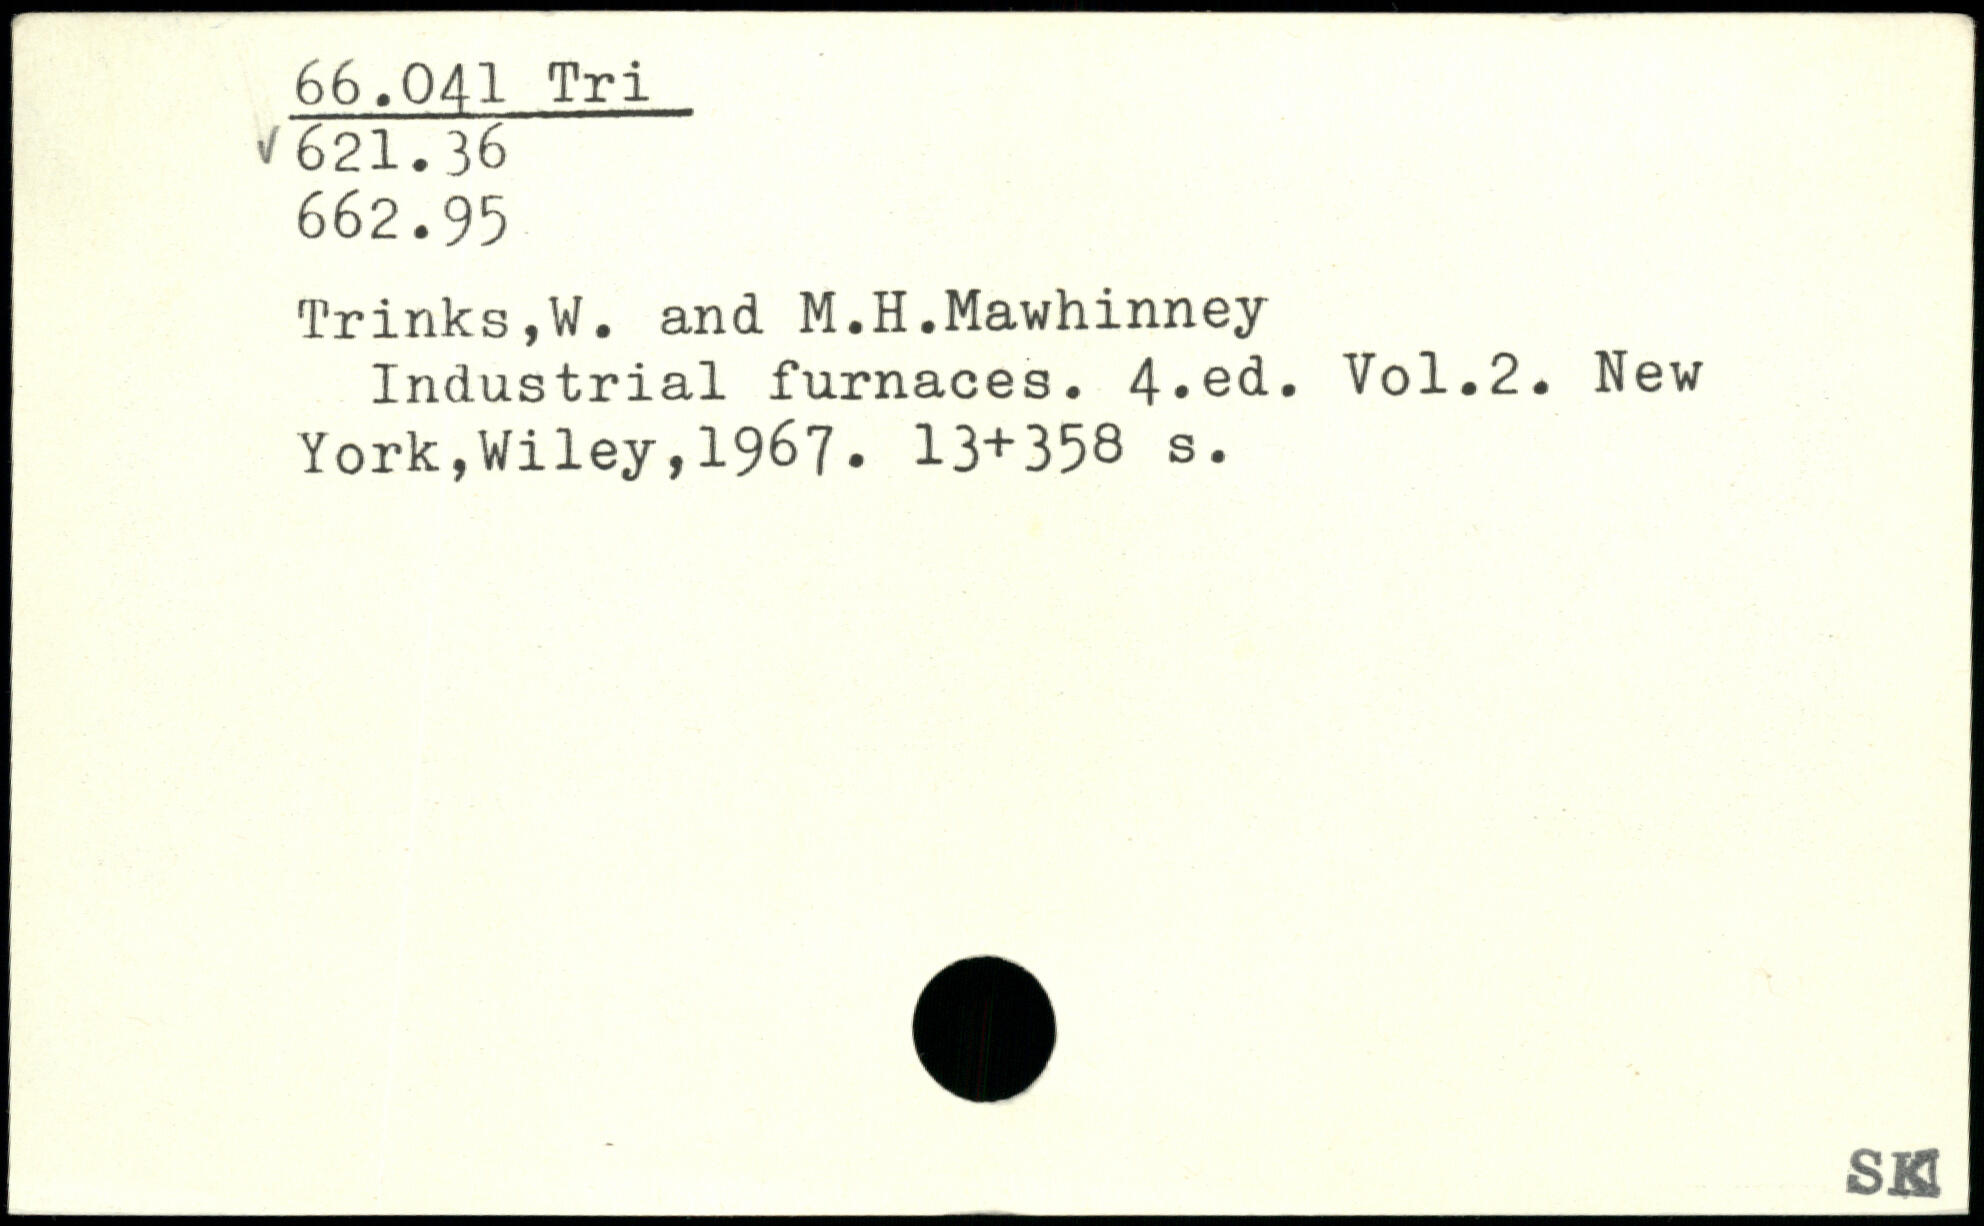 66.041 Tri
✓ 621.36
662.95
Trinks,W. and M.H.Mawhinney
Industrial furnaces. 4.ed. Vol.2. New
York,Wiley,1967. 13+358 s.